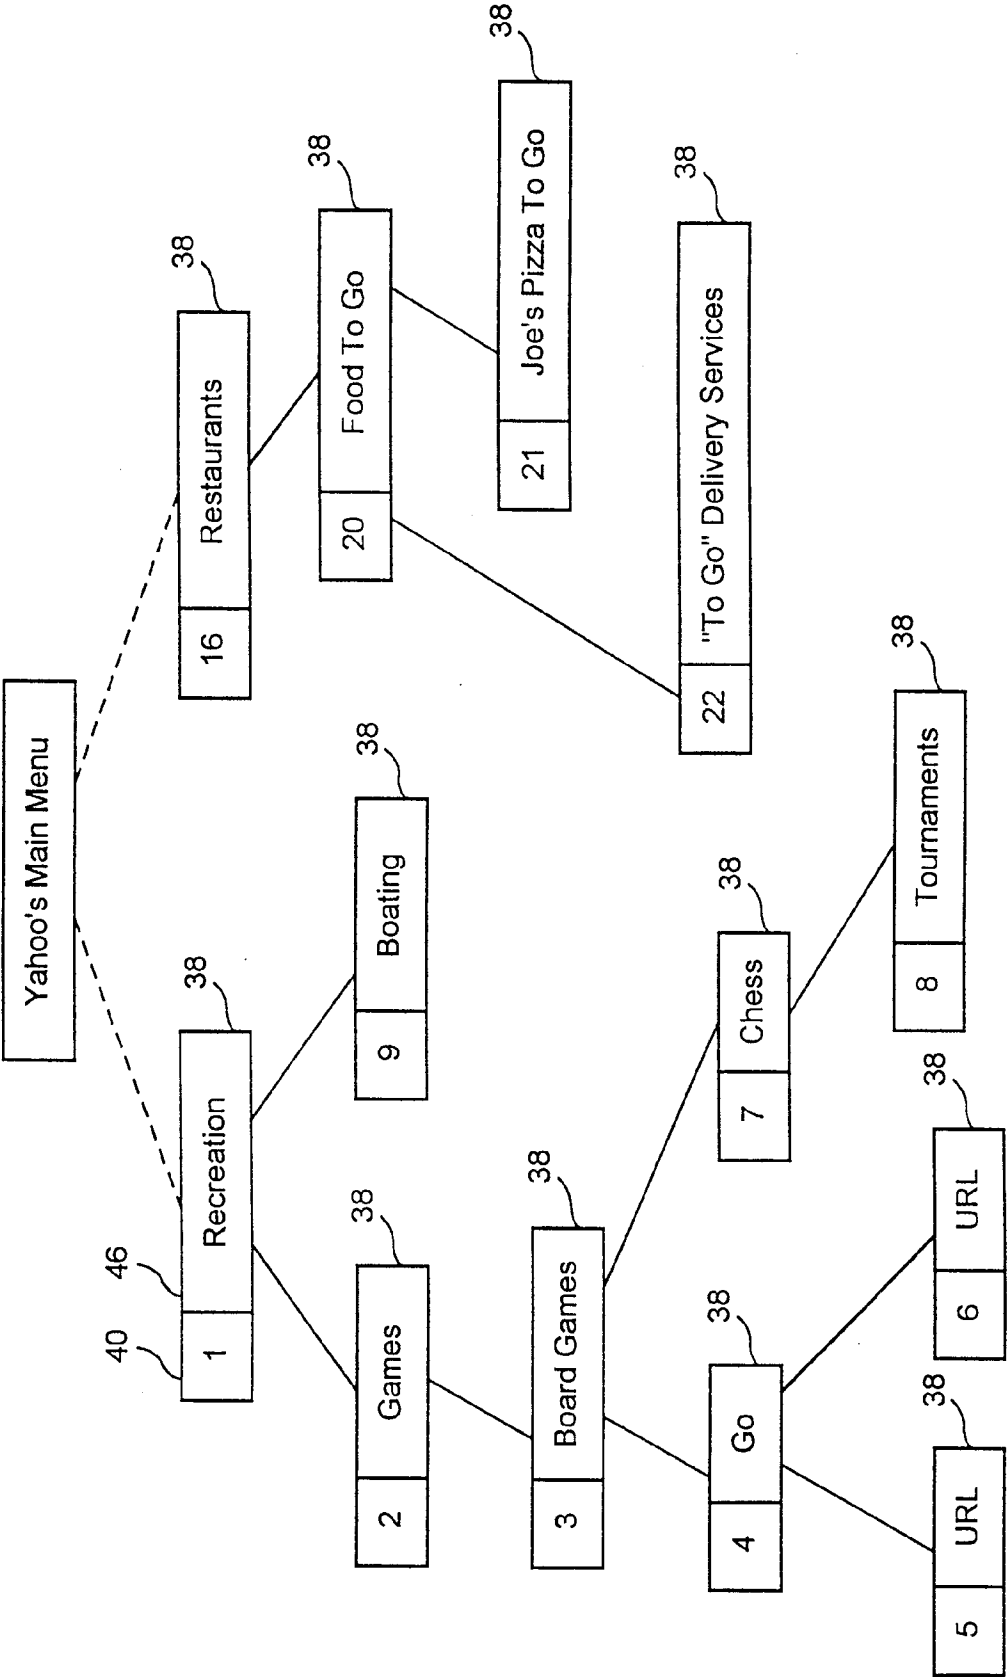 Yahoo's Main Menu
40
46
38
1 Recreation
38
16 Restaurants
38
2 Games
38
9 Boating
38
20 Food To Go
38
3 Board Games
38
21 Joe's Pizza To Go
38
4 Go
38
7 Chess
38
22 "To Go" Delivery Services
38
5 URL
38
6 URL
38
8 Tournaments
38